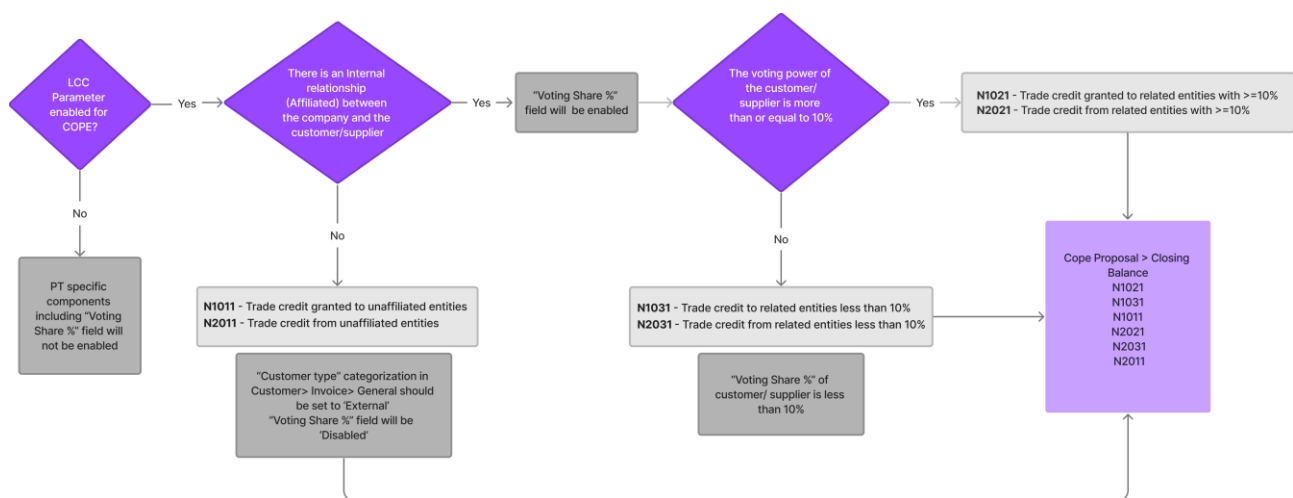 LCC
Parameter
enabled for
COPE?
Yes
There is an Internal
relationship
(Affiliated) between
the company and the
customer/supplier
Yes
“Voting Share %”
field will be enabled
The voting power of
the customer/
supplier is more
than or equal to 10%
Yes
N1021 - Trade credit granted to related entities with >=10%
N2021 - Trade credit from related entities with >=10%
No
No
No
PT specific
components
including “Voting
Share %” field will
not be enabled
N1011 - Trade credit granted to unaffiliated entities
N2011 - Trade credit from unaffiliated entities
“Customer type” categorization in
Customer> Invoice> General should
be set to ‘External’
“Voting Share %” field will be
‘Disabled’
N1031 - Trade credit to related entities less than 10%
N2031 - Trade credit from related entities less than 10%
“Voting Share %” of
customer/ supplier is less
than 10%
Cope Proposal > Closing
Balance
N1021
N1031
N1011
N2021
N2031
N2011